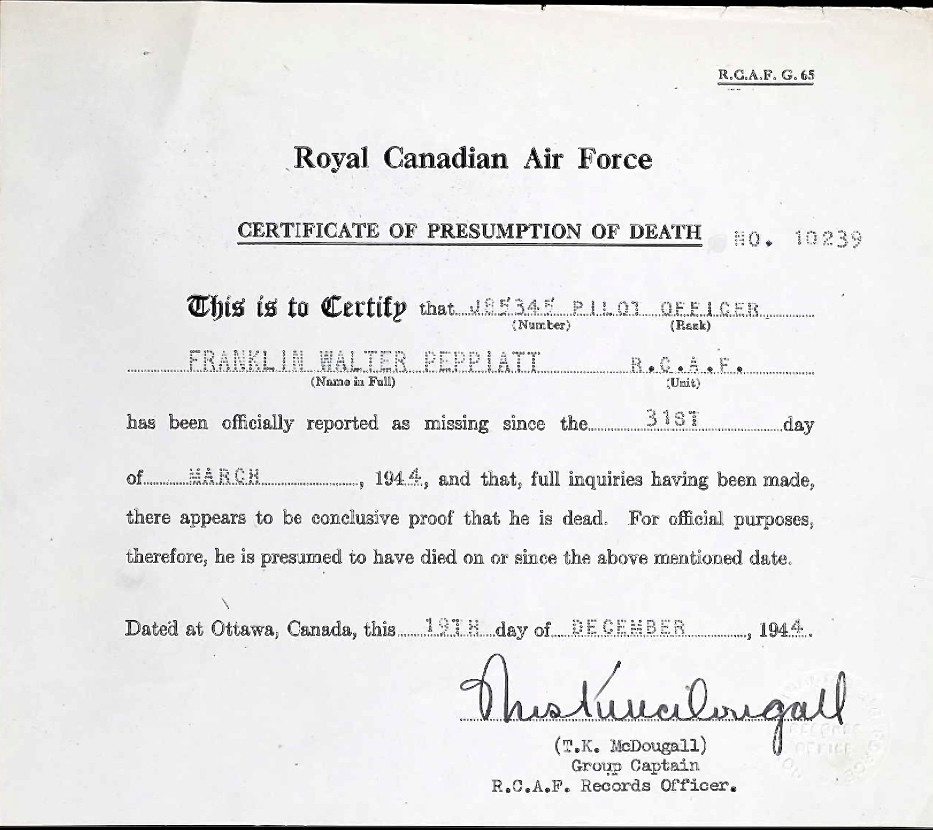 R.C.A.F. G. 65
Royal Canadian Air Force
CERTIFICATE OF PRESUMPTION OF DEATH NO. 10239
This is to Certify that J85345 PILOT OFFICER
(Number) (Rank)
FRANKLIN WALTER PEPPIATT R.C.A.F.
(Name in Full) (Unit)
has been officially reported as missing since the 31ST day
of MARCH, 1944, and that, full inquiries having been made,
there appears to be conclusive proof that he is dead. For official purposes,
therefore, he is presumed to have died on or since the above mentioned date.
Dated at Ottawa, Canada, this 19TH day of DECEMBER, 1944.
(T.K. McDougall)
Group Captain
R.C.A.F. Records Officer.
RECORDS
OFFICE